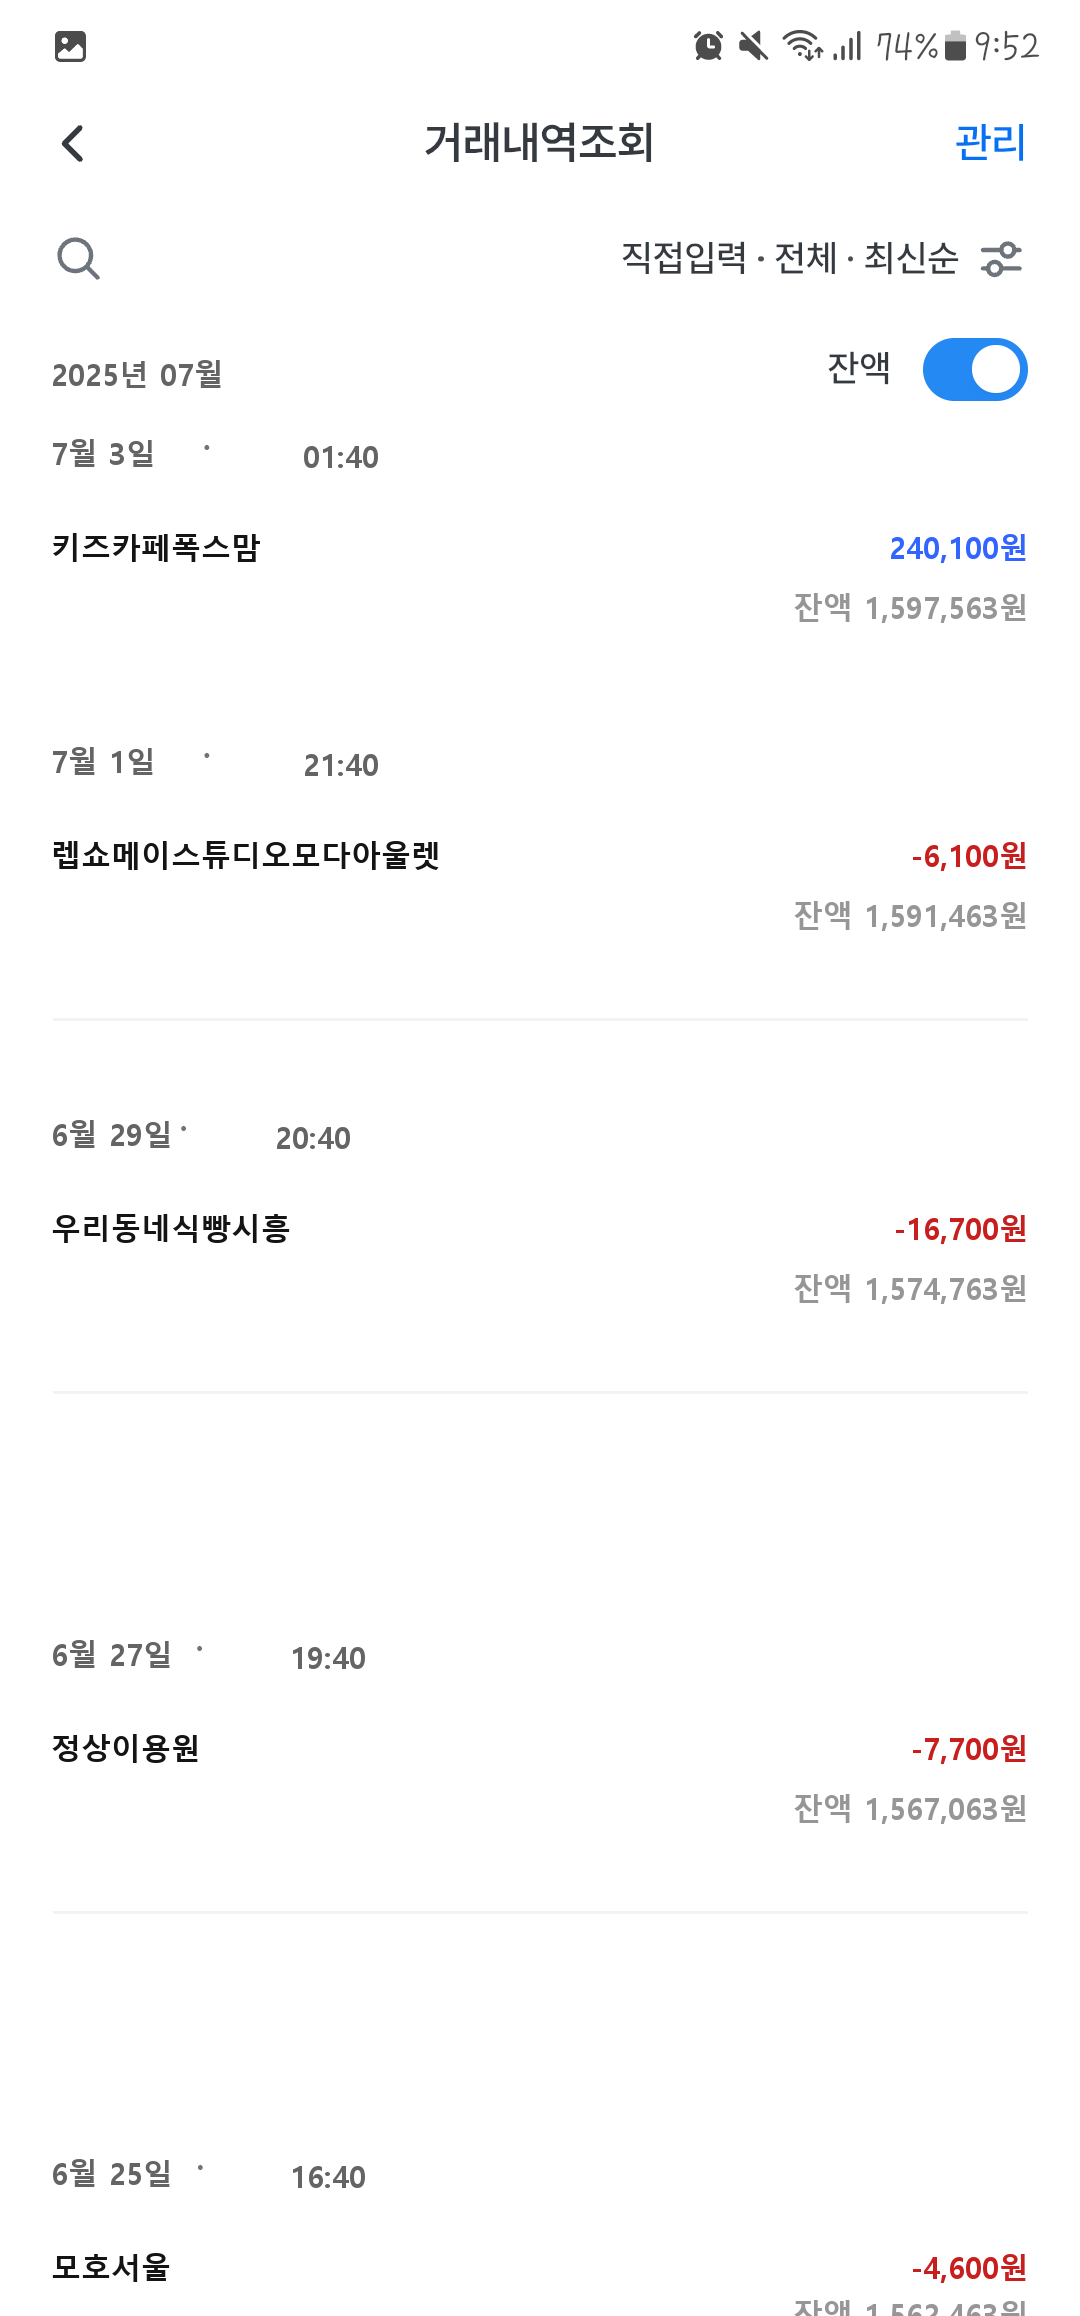 74% 9:52
거래내역조회 관리
직접입력 · 전체 · 최신순
2025년 07월 잔액
7월 3일 · 01:40
키즈카페폭스맘 240,100원
잔액 1,597,563원
7월 1일 · 21:40
렙쇼메이스튜디오모다아울렛 -6,100원
잔액 1,591,463원
6월 29일 · 20:40
우리동네식빵시흥 -16,700원
잔액 1,574,763원
6월 27일 · 19:40
정상이용원 -7,700원
잔액 1,567,063원
6월 25일 · 16:40
모호서울 -4,600원
잔액 1,562,463원